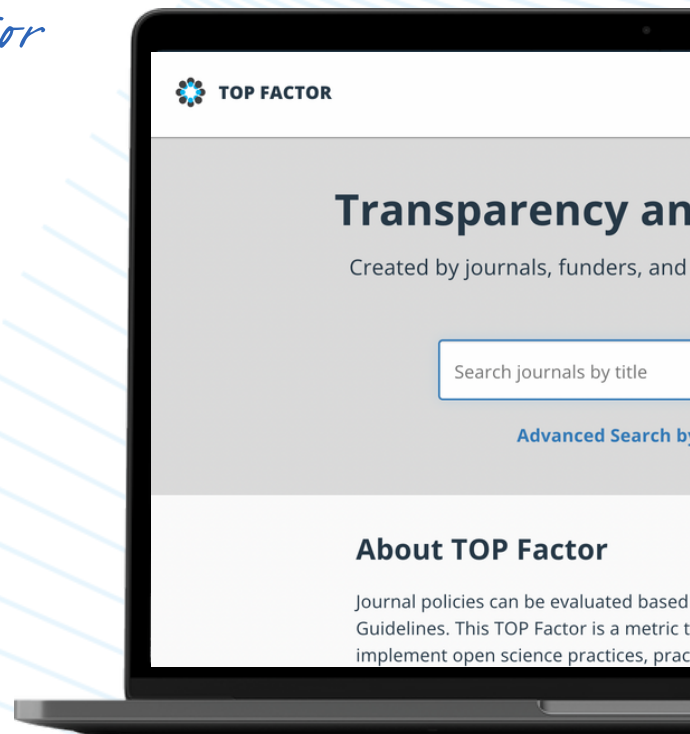 or
TOP FACTOR
Transparency an
Created by journals, funders, and
Search journals by title
Advanced Search by
About TOP Factor
Journal policies can be evaluated based
Guidelines. This TOP Factor is a metric t
implement open science practices, prac